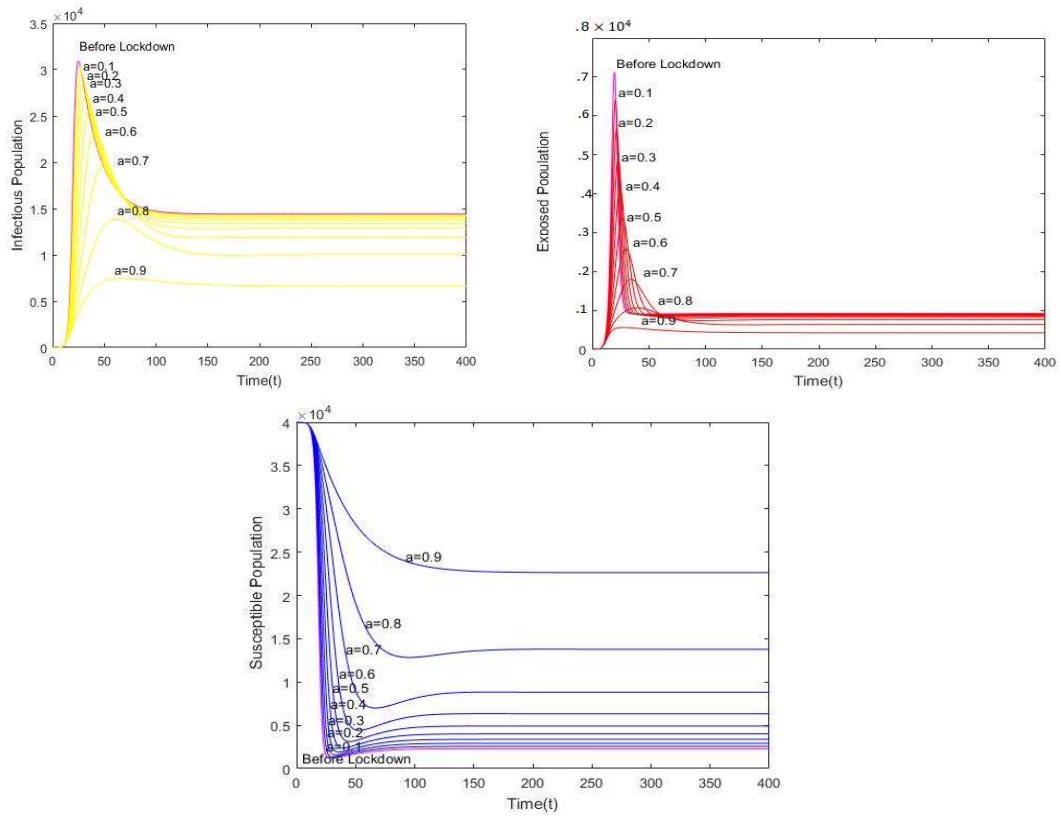 × 10⁴
3.5
3
2.5
2
1.5
1
0.5
0
Infectious Population
Before Lockdown
a=0.1
a=0.2
a=0.3
a=0.4
a=0.5
a=0.6
a=0.7
a=0.8
a=0.9
0 50 100 150 200 250 300 350 400
Time(t)
.8 × 10⁴
.7
.6
.5
.4
.3
.2
.1
0
Exposed Population
Before Lockdown
a=0.1
a=0.2
a=0.3
a=0.4
a=0.5
a=0.6
a=0.7
a=0.8
a=0.9
0 50 100 150 200 250 300 350 400
Time(t)
× 10⁴
4
3.5
3
2.5
2
1.5
1
0.5
0
Susceptible Population
a=0.9
a=0.8
a=0.7
a=0.6
a=0.5
a=0.4
a=0.3
a=0.2
a=0.1
Before Lockdown
0 50 100 150 200 250 300 350 400
Time(t)